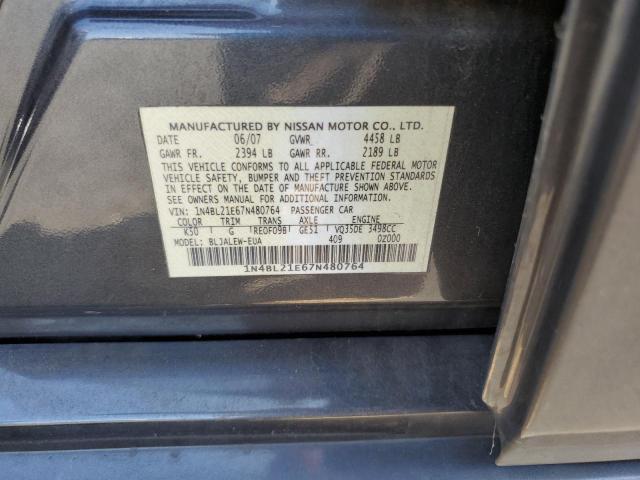 MANUFACTURED BY NISSAN MOTOR CO., LTD.
DATE 06/07 GVWR 4458 LB
GAWR FR. 2394 LB GAWR RR. 2189 LB
THIS VEHICLE CONFORMS TO ALL APPLICABLE FEDERAL MOTOR
VEHICLE SAFETY, BUMPER AND THEFT PREVENTION STANDARDS
IN EFFECT ON THE DATE OF MANUFACTURE SHOWN ABOVE.
SEE OWNERS MANUAL FOR ADDITIONAL INFORMATION.
VIN: 1N4BL21E67N480764 PASSENGER CAR
COLOR TRIM TRANS AXLE ENGINE
K50 G RE0F09B GE51 VQ35DE 3498CC
MODEL: BLJALEW-EUA 409 0Z000
1N4BL21E67N480764